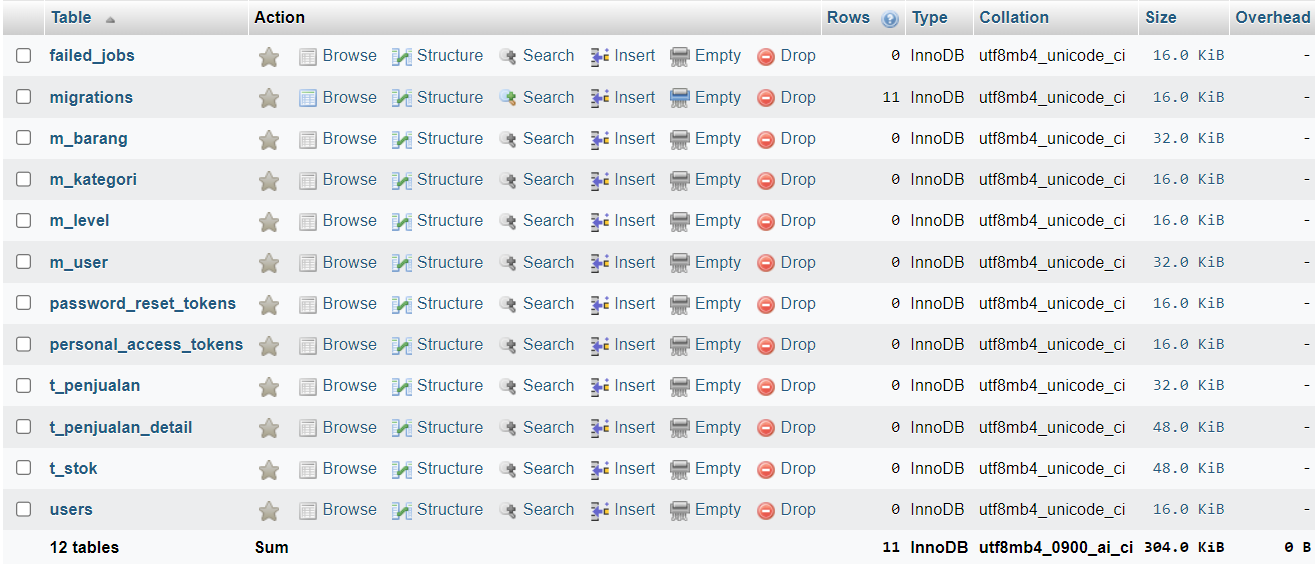 Table Action Rows Type Collation Size Overhead
failed_jobs Browse Structure Search Insert Empty Drop 0 InnoDB utf8mb4_unicode_ci 16.0 KiB -
migrations Browse Structure Search Insert Empty Drop 11 InnoDB utf8mb4_unicode_ci 16.0 KiB -
m_barang Browse Structure Search Insert Empty Drop 0 InnoDB utf8mb4_unicode_ci 32.0 KiB -
m_kategori Browse Structure Search Insert Empty Drop 0 InnoDB utf8mb4_unicode_ci 16.0 KiB -
m_level Browse Structure Search Insert Empty Drop 0 InnoDB utf8mb4_unicode_ci 16.0 KiB -
m_user Browse Structure Search Insert Empty Drop 0 InnoDB utf8mb4_unicode_ci 32.0 KiB -
password_reset_tokens Browse Structure Search Insert Empty Drop 0 InnoDB utf8mb4_unicode_ci 16.0 KiB -
personal_access_tokens Browse Structure Search Insert Empty Drop 0 InnoDB utf8mb4_unicode_ci 16.0 KiB -
t_penjualan Browse Structure Search Insert Empty Drop 0 InnoDB utf8mb4_unicode_ci 32.0 KiB -
t_penjualan_detail Browse Structure Search Insert Empty Drop 0 InnoDB utf8mb4_unicode_ci 48.0 KiB -
t_stok Browse Structure Search Insert Empty Drop 0 InnoDB utf8mb4_unicode_ci 48.0 KiB -
users Browse Structure Search Insert Empty Drop 0 InnoDB utf8mb4_unicode_ci 16.0 KiB -
12 tables Sum 11 InnoDB utf8mb4_0900_ai_ci 304.0 KiB 0 B